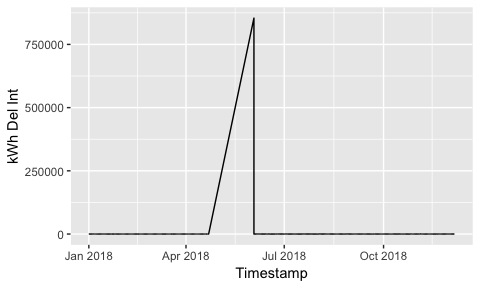 kWh Del Int
750000
500000
250000
0
Jan 2018 Apr 2018 Jul 2018 Oct 2018
Timestamp